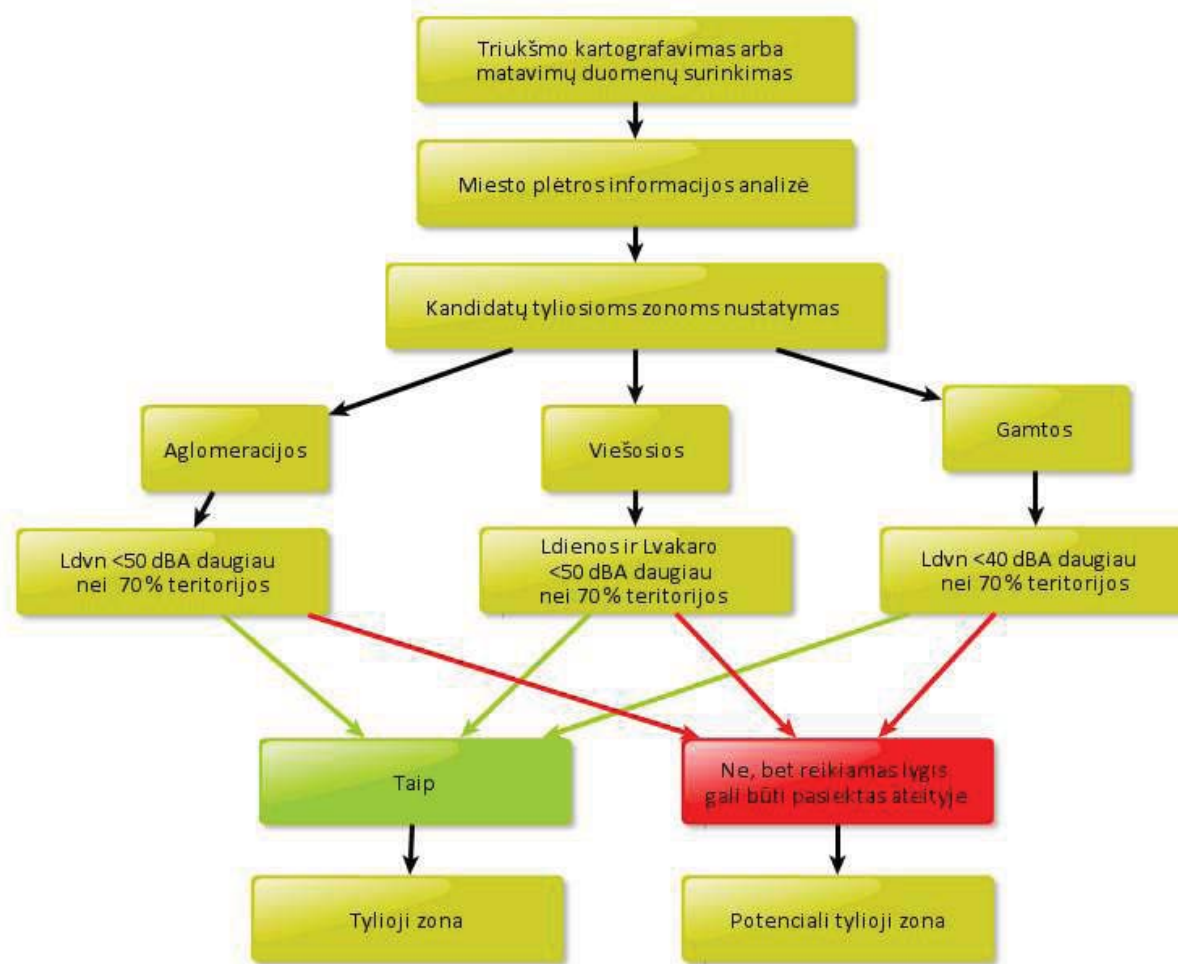 Triukšmo kartografavimas arba
matavimų duomenų surinkimas
Miesto plėtros informacijos analizė
Kandidatų tyliosioms zonoms nustatymas
Aglomeracijos
Viešosios
Gamtos
Ldvn <50 dBA daugiau
nei 70% teritorijos
Ldienos ir Lvakaro
<50 dBA daugiau
nei 70% teritorijos
Ldvn <40 dBA daugiau
nei 70% teritorijos
Taip
Ne, bet reikiamas lygis
gali būti pasiektas ateityje
Tylioji zona
Potenciali tylioji zona